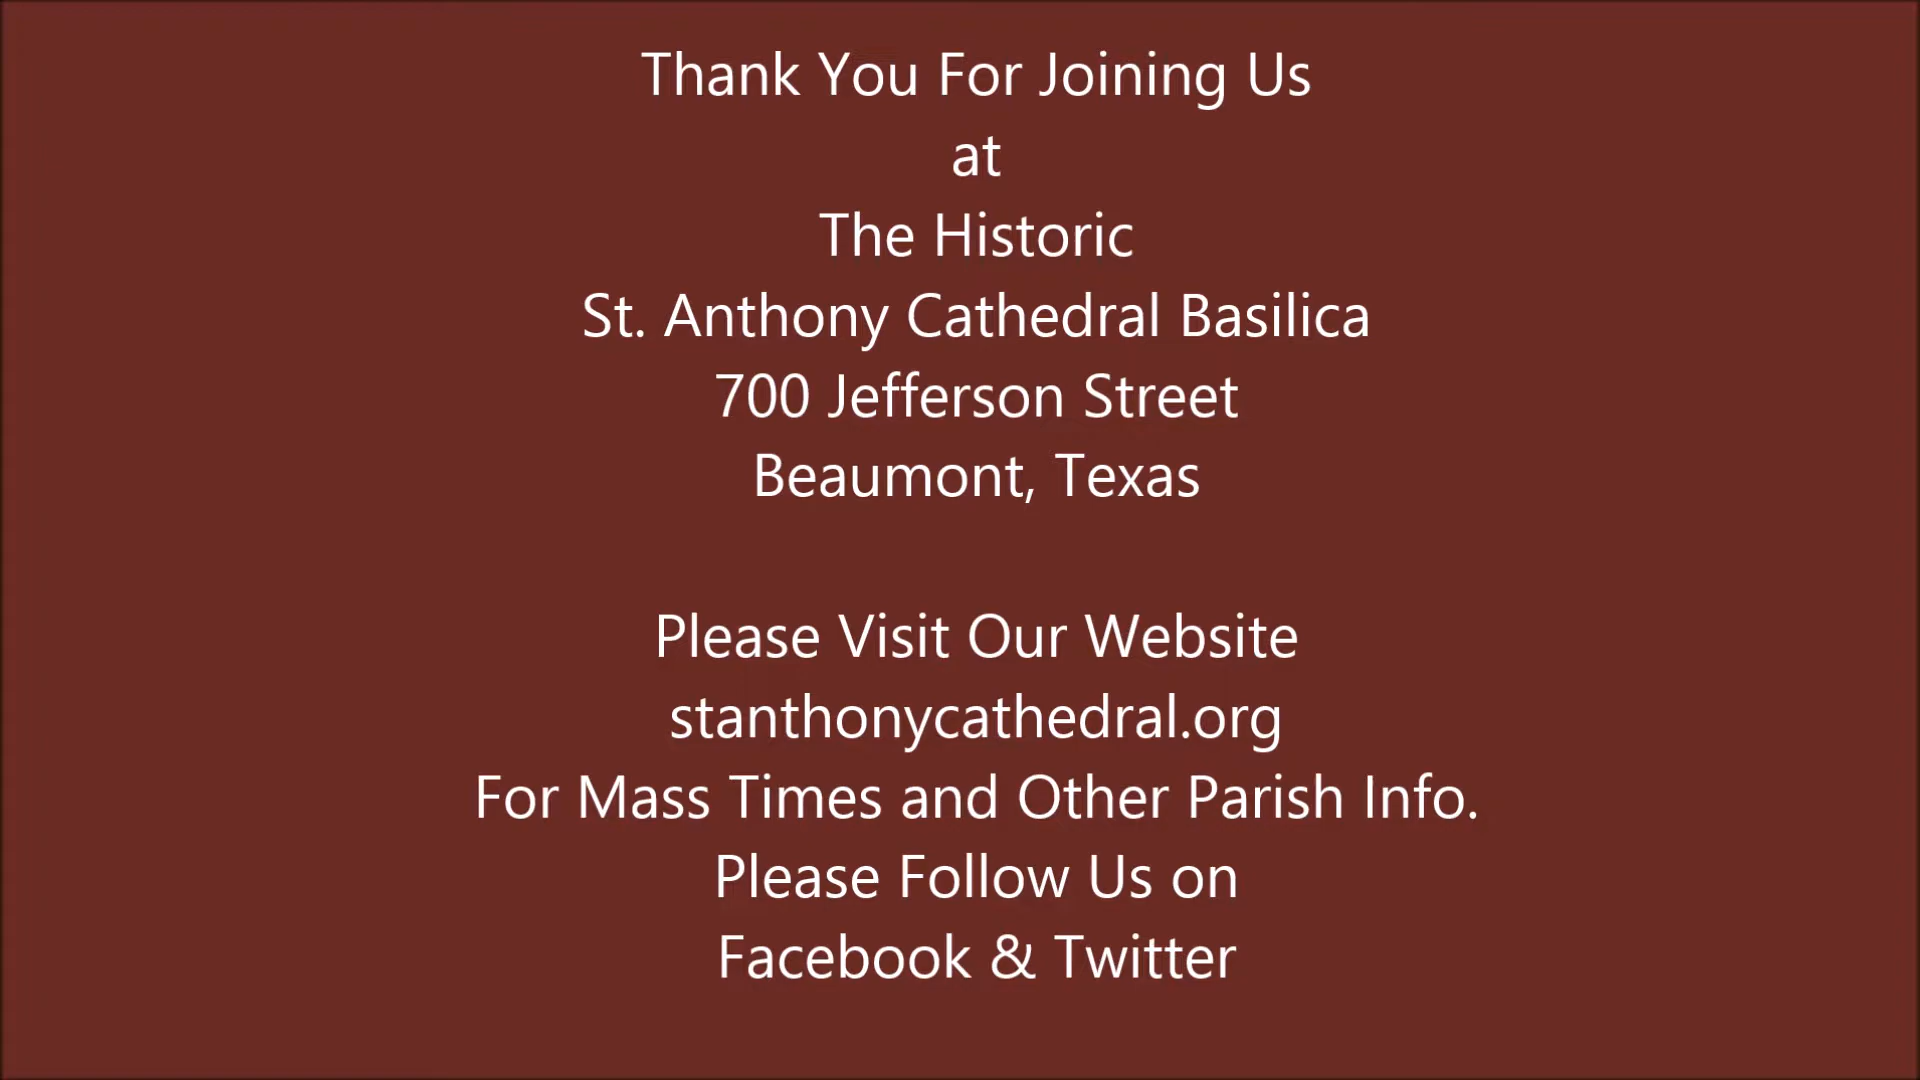 Thank You For Joining Us
at
The Historic
St. Anthony Cathedral Basilica
700 Jefferson Street
Beaumont, Texas
Please Visit Our Website
stanthonycathedral.org
For Mass Times and Other Parish Info.
Please Follow Us on
Facebook & Twitter